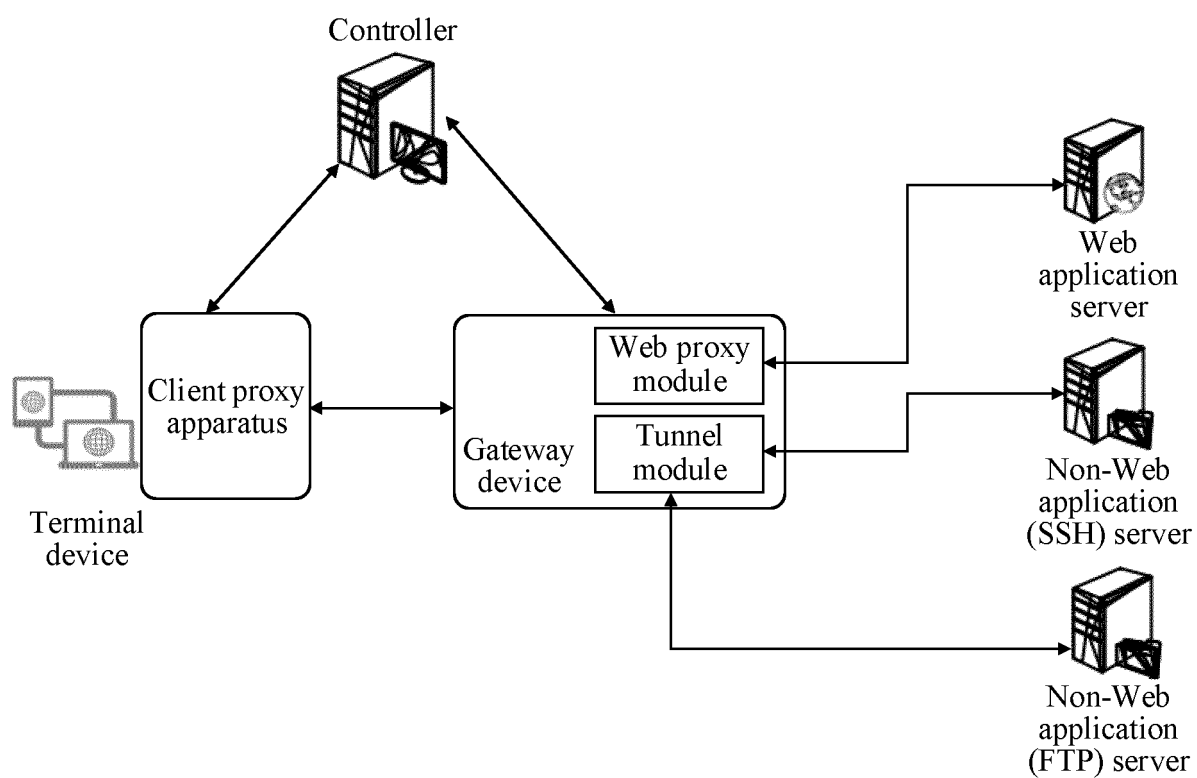 Controller
Web
application
server
Web proxy
module
Client proxy
apparatus
Gateway
device
Tunnel
module
Terminal
device
Non-Web
application
(SSH) server
Non-Web
application
(FTP) server